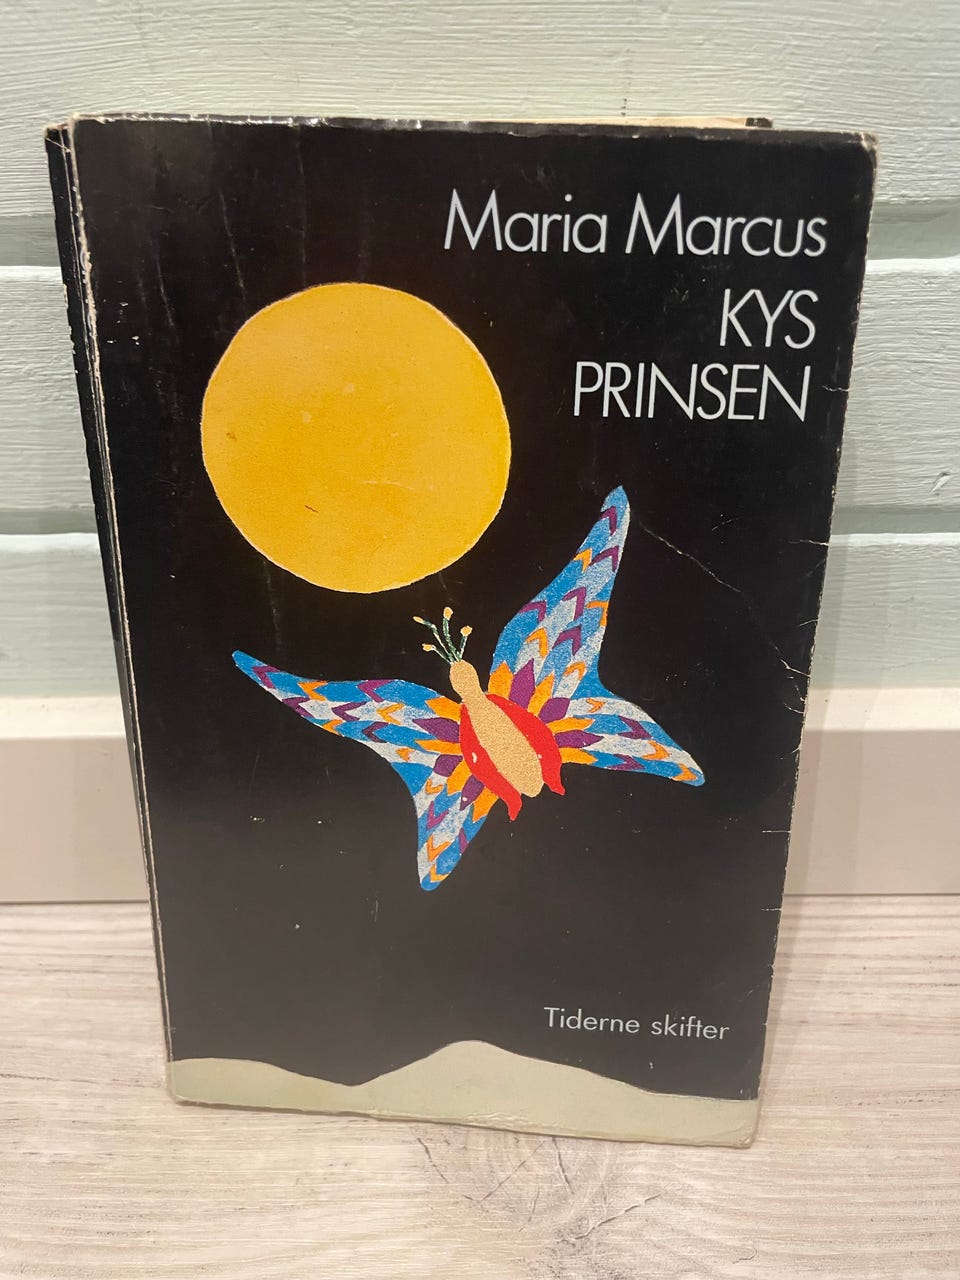 Maria Marcus
KYS
PRINSEN
Tiderne skifter